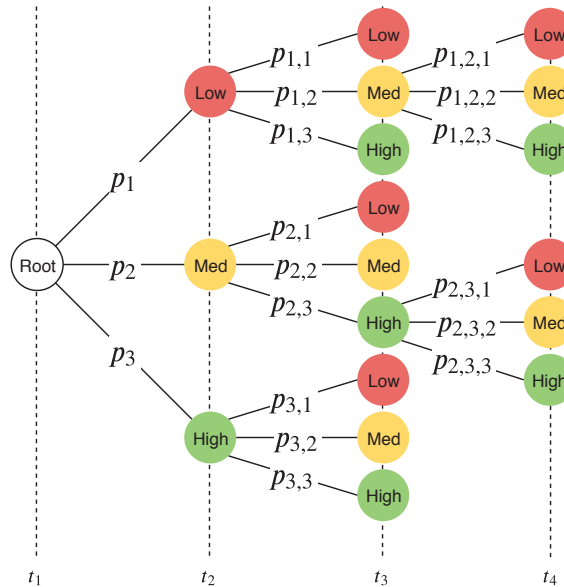 Low
Low
p1,1
p1,2,1
Low
p1,2
Med
p1,2,2
Med
p1,3
High
p1,2,3
High
p1
Low
p2,1
Root
p2
Med
p2,2
Med
Low
p2,3,1
p2,3
High
p2,3,2
Med
p3
p2,3,3
Low
High
p3,1
High
p3,2
Med
p3,3
High
t1
t2
t3
t4